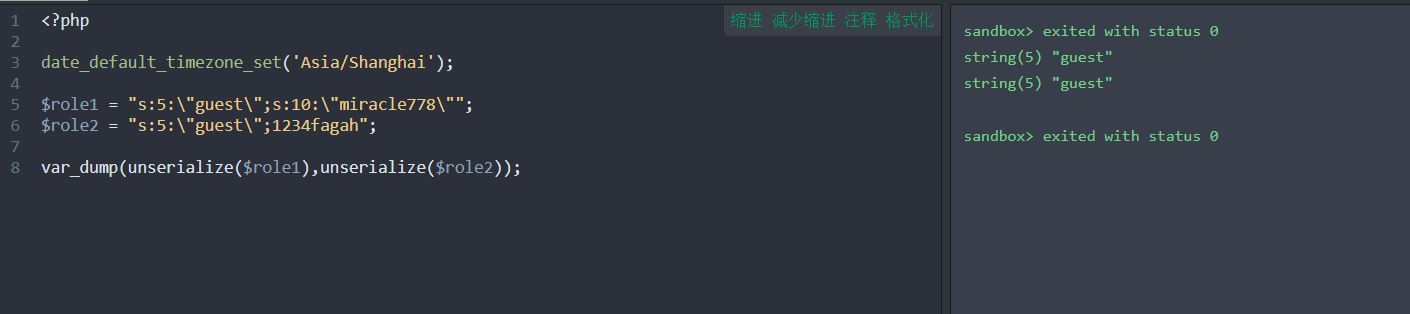 1 <?php
缩进 减少缩进 注释 格式化
2
3 date_default_timezone_set('Asia/Shanghai');
4
5 $role1 = "s:5:\"guest\";s:10:\"miracle778\"";
6 $role2 = "s:5:\"guest\";1234fagah";
7
8 var_dump(unserialize($role1),unserialize($role2));
sandbox> exited with status 0
string(5) "guest"
string(5) "guest"
sandbox> exited with status 0